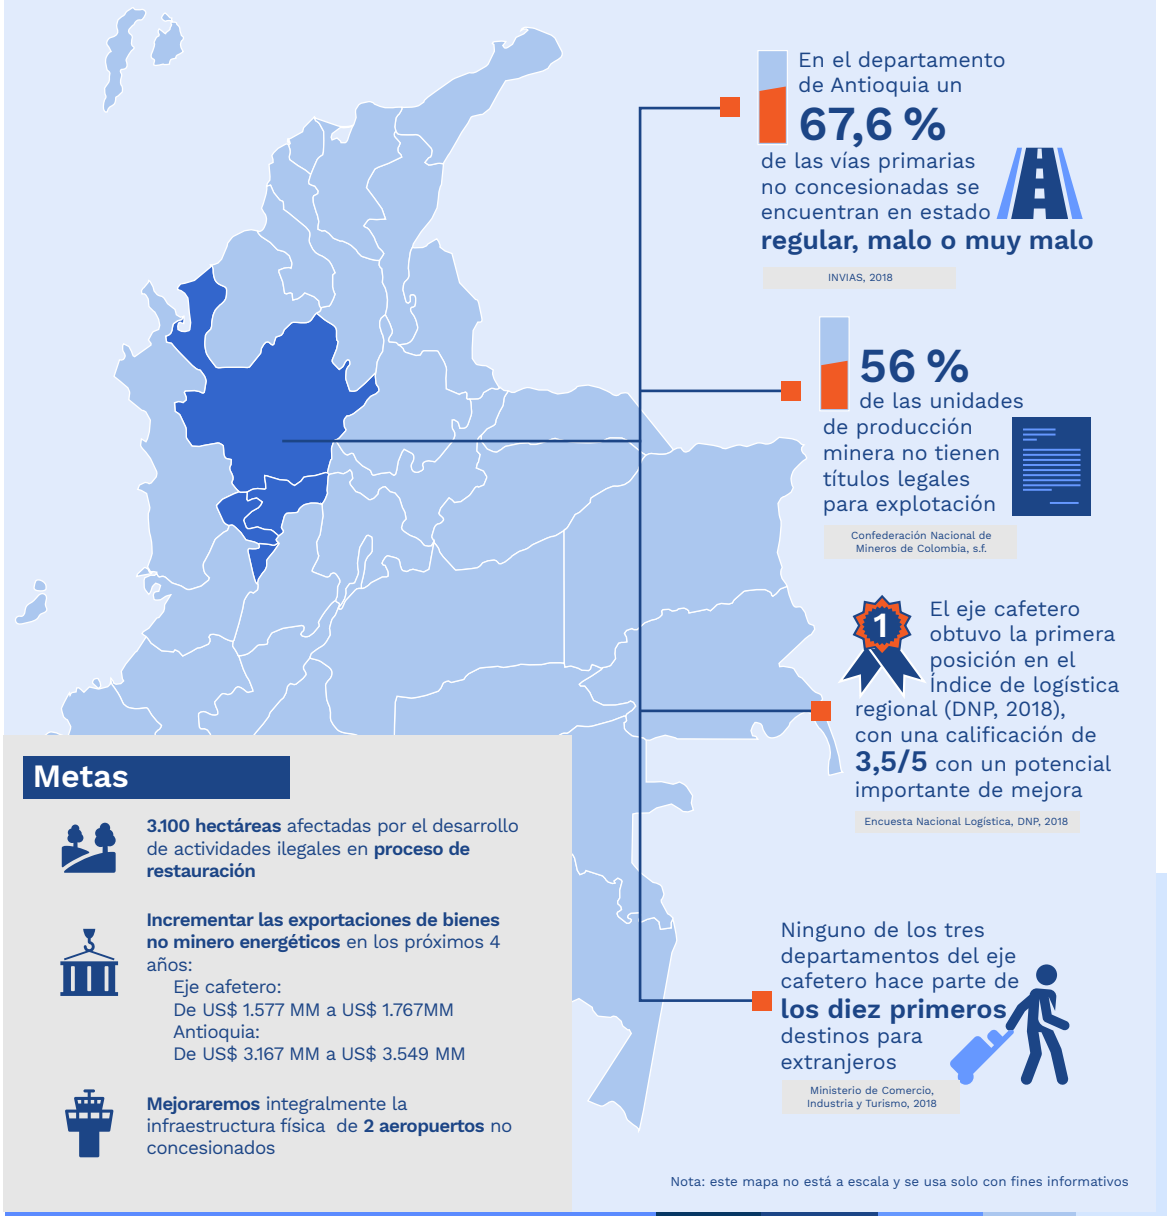 En el departamento
de Antioquia un
67,6 %
de las vías primarias
no concesionadas se
encuentran en estado
regular, malo o muy malo
INVIAS, 2018
56 %
de las unidades
de producción
minera no tienen
títulos legales
para explotación
Confederación Nacional de
Mineros de Colombia, s.f.
1
El eje cafetero
obtuvo la primera
posición en el
Índice de logística
regional (DNP, 2018),
con una calificación de
3,5/5 con un potencial
importante de mejora
Encuesta Nacional Logística, DNP, 2018
Ninguno de los tres
departamentos del eje
cafetero hace parte de
los diez primeros
destinos para
extranjeros
Ministerio de Comercio,
Industria y Turismo, 2018
Metas
3.100 hectáreas afectadas por el desarrollo
de actividades ilegales en proceso de
restauración
Incrementar las exportaciones de bienes
no minero energéticos en los próximos 4
años:
Eje cafetero:
De US$ 1.577 MM a US$ 1.767MM
Antioquia:
De US$ 3.167 MM a US$ 3.549 MM
Mejoraremos integralmente la
infraestructura física de 2 aeropuertos no
concesionados
Nota: este mapa no está a escala y se usa solo con fines informativos